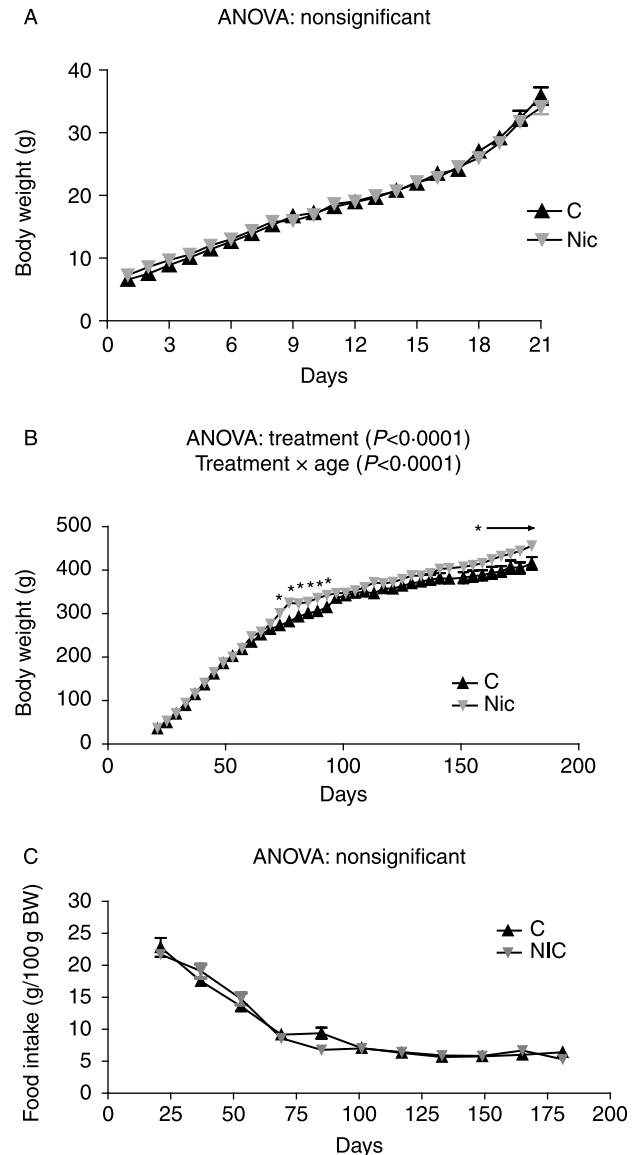 A
ANOVA: nonsignificant
40
30
20
10
0
Body weight (g)
C
Nic
0 3 6 9 12 15 18 21
Days
B
ANOVA: treatment (P<0·0001)
Treatment × age (P<0·0001)
500
400
300
200
100
0
Body weight (g)
* * * * * *
*
C
Nic
0 50 100 150 200
Days
C
ANOVA: nonsignificant
30
25
20
15
10
5
0
Food intake (g/100 g BW)
C
NIC
0 25 50 75 100 125 150 175 200
Days